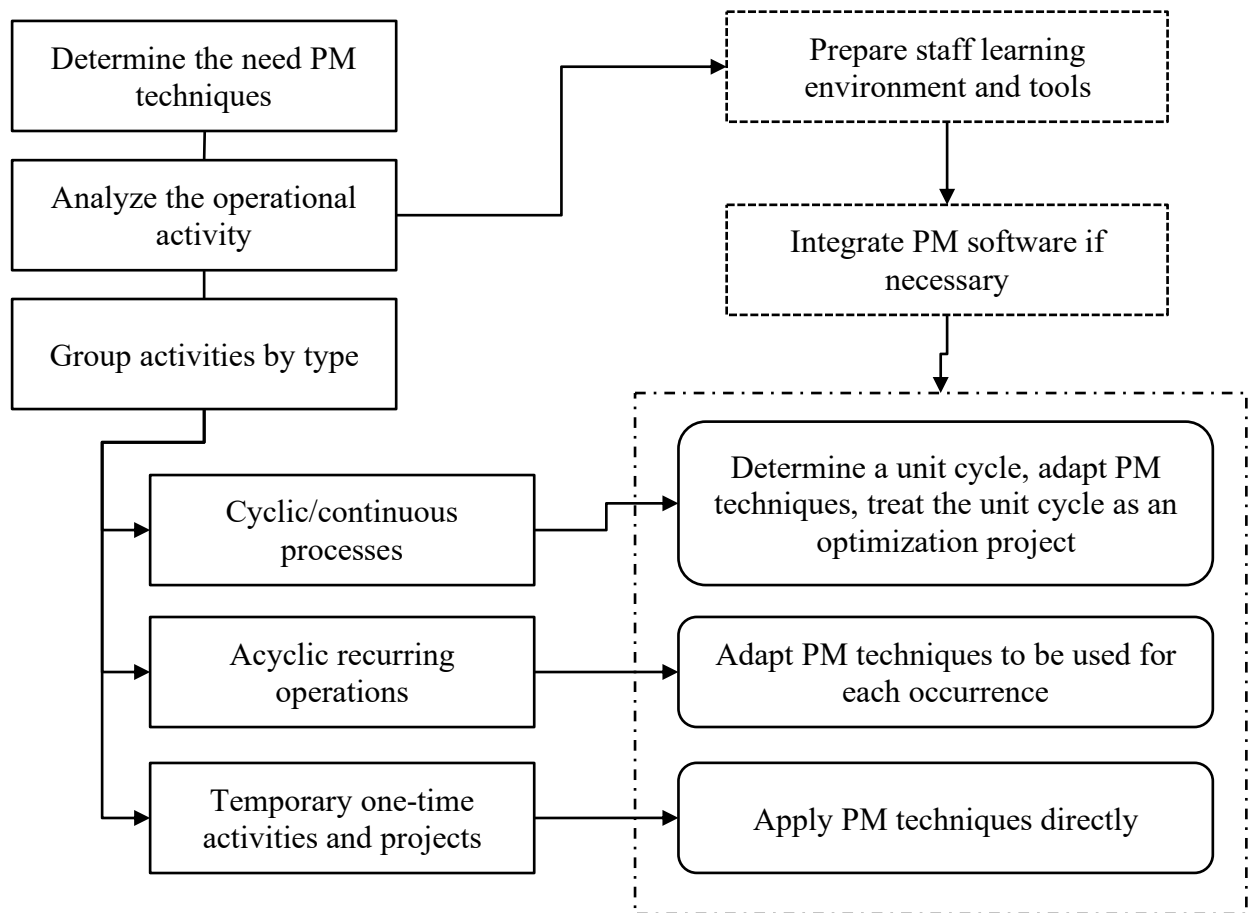 Determine the need PM
techniques
Analyze the operational
activity
Group activities by type
Prepare staff learning
environment and tools
Integrate PM software if
necessary
Cyclic/continuous
processes
Determine a unit cycle, adapt PM
techniques, treat the unit cycle as an
optimization project
Acyclic recurring
operations
Adapt PM techniques to be used for
each occurrence
Temporary one-time
activities and projects
Apply PM techniques directly